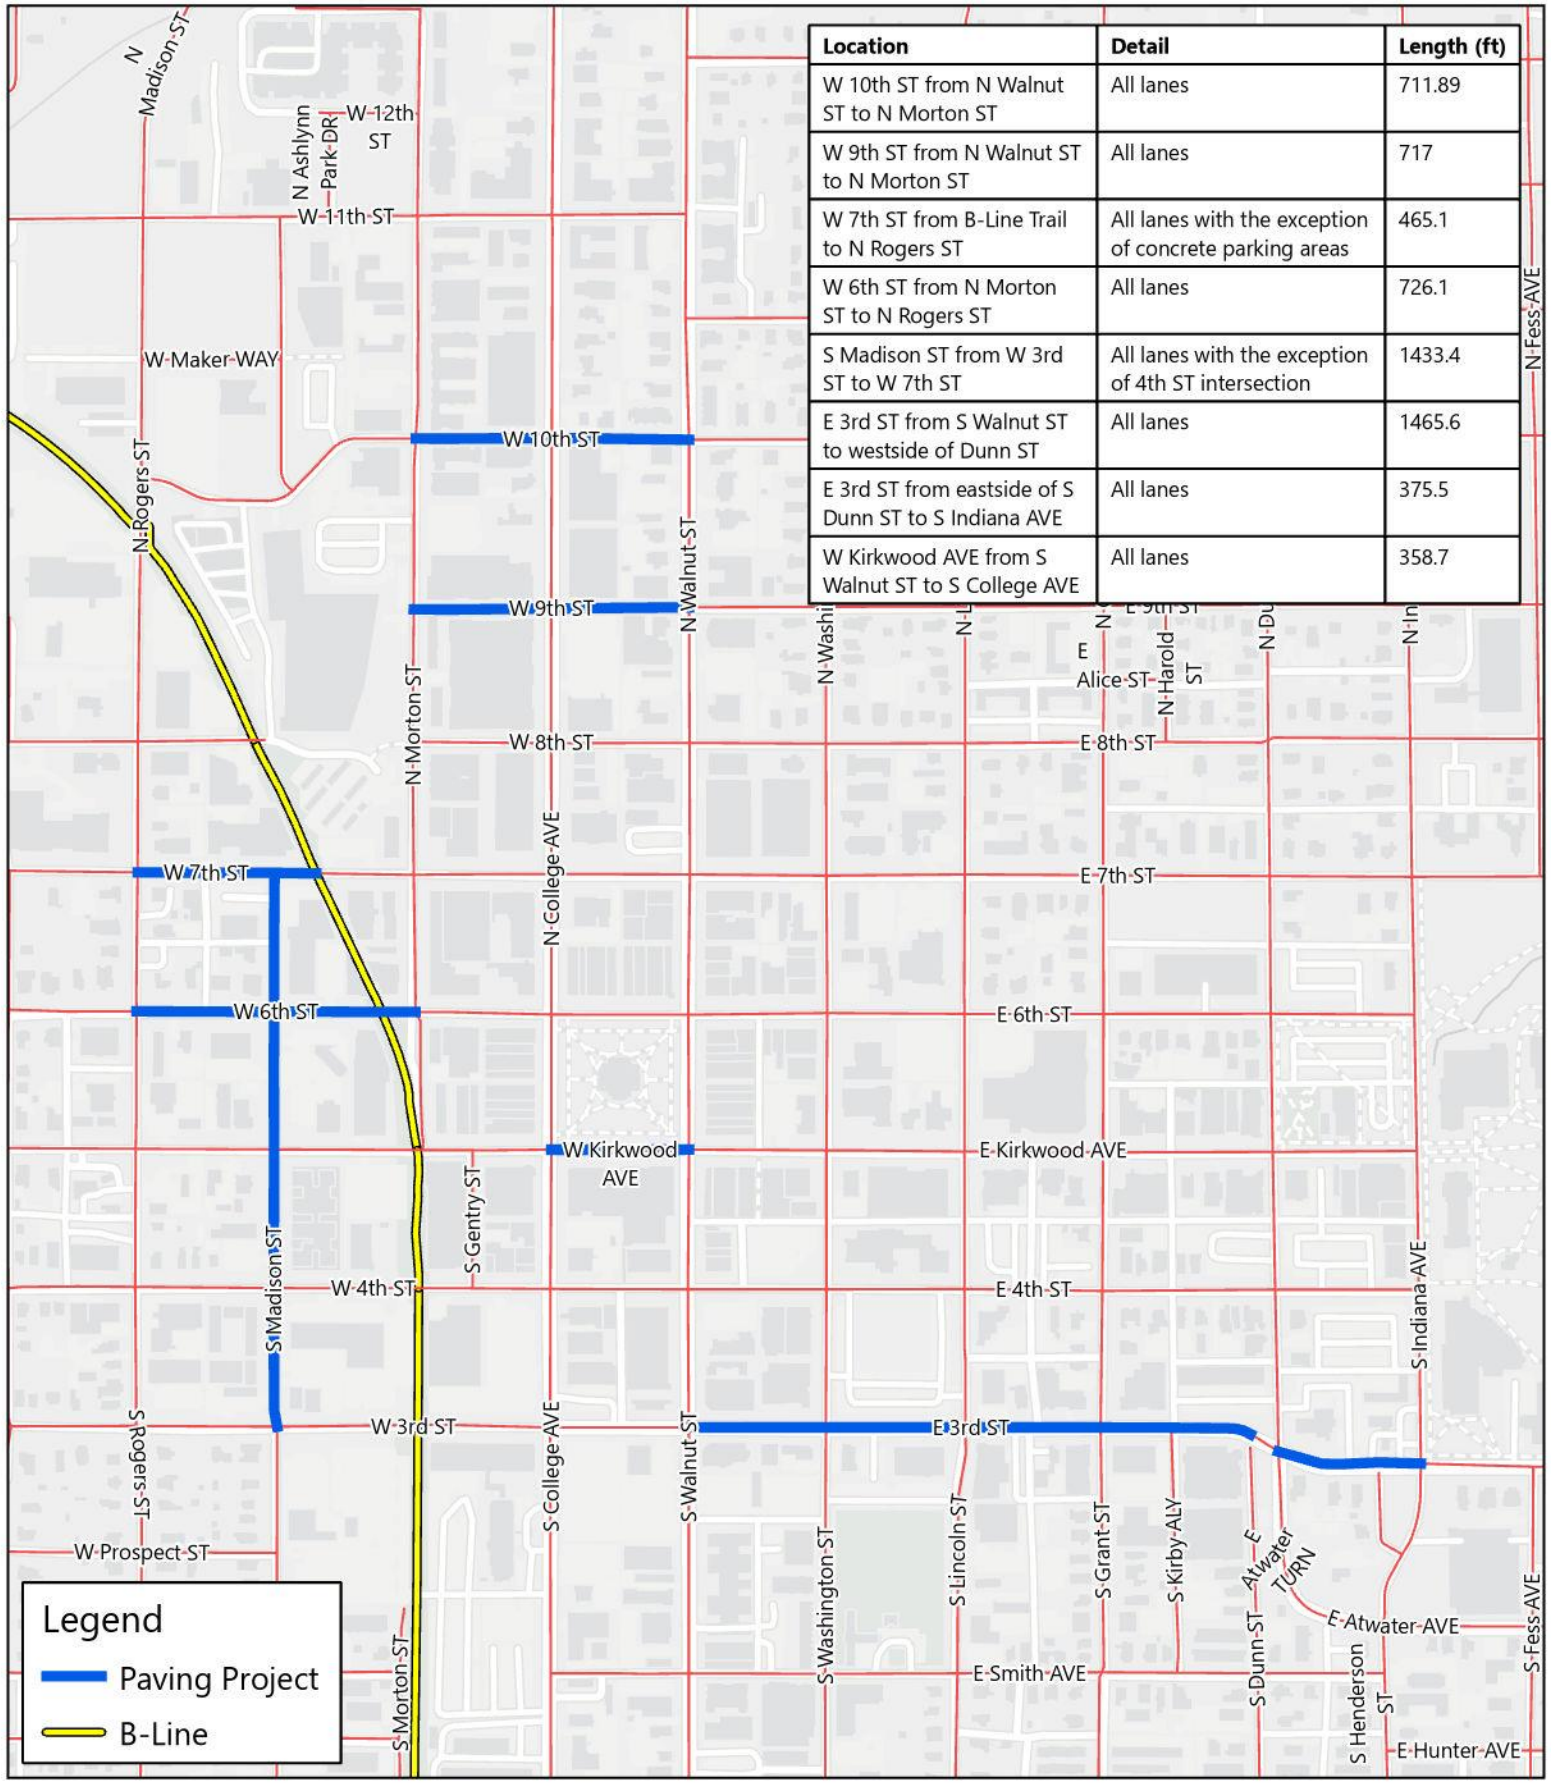 Location Detail Length (ft)
W 10th ST from N Walnut All lanes 711.89
ST to N Morton ST
W 9th ST from N Walnut ST All lanes 717
to N Morton ST
W 7th ST from B-Line Trail All lanes with the exception 465.1
to N Rogers ST of concrete parking areas
W 6th ST from N Morton All lanes 726.1
ST to N Rogers ST
S Madison ST from W 3rd All lanes with the exception 1433.4
ST to W 7th ST of 4th ST intersection
E 3rd ST from S Walnut ST All lanes 1465.6
to westside of Dunn ST
E 3rd ST from eastside of S All lanes 375.5
Dunn ST to S Indiana AVE
W Kirkwood AVE from S All lanes 358.7
Walnut ST to S College AVE
N
Madison ST
N Ashlynn
Park DR
W 12th
ST
W 11th ST
N Fess AVE
W Maker WAY
N Rogers ST
W 10th ST
N Walnut ST
W 9th ST
N Washi
N L
N
E 9th ST
N Du
N In
E
Alice ST
N Harold
ST
N Morton ST
W 8th ST
E 8th ST
N College AVE
W 7th ST
E 7th ST
W 6th ST
E 6th ST
W Kirkwood
AVE
E Kirkwood AVE
S Gentry ST
S Madison ST
W 4th ST
E 4th ST
S Indiana AVE
S Rogers ST
W 3rd ST
S College AVE
S Walnut ST
E 3rd ST
S Washington ST
S Lincoln ST
S Grant ST
S Kirby ALY
E
Atwater
TURN
W Prospect ST
E Atwater AVE
S Fess AVE
S Morton ST
E Smith AVE
S Dunn ST
S Henderson
ST
E Hunter AVE
Legend
Paving Project
B-Line